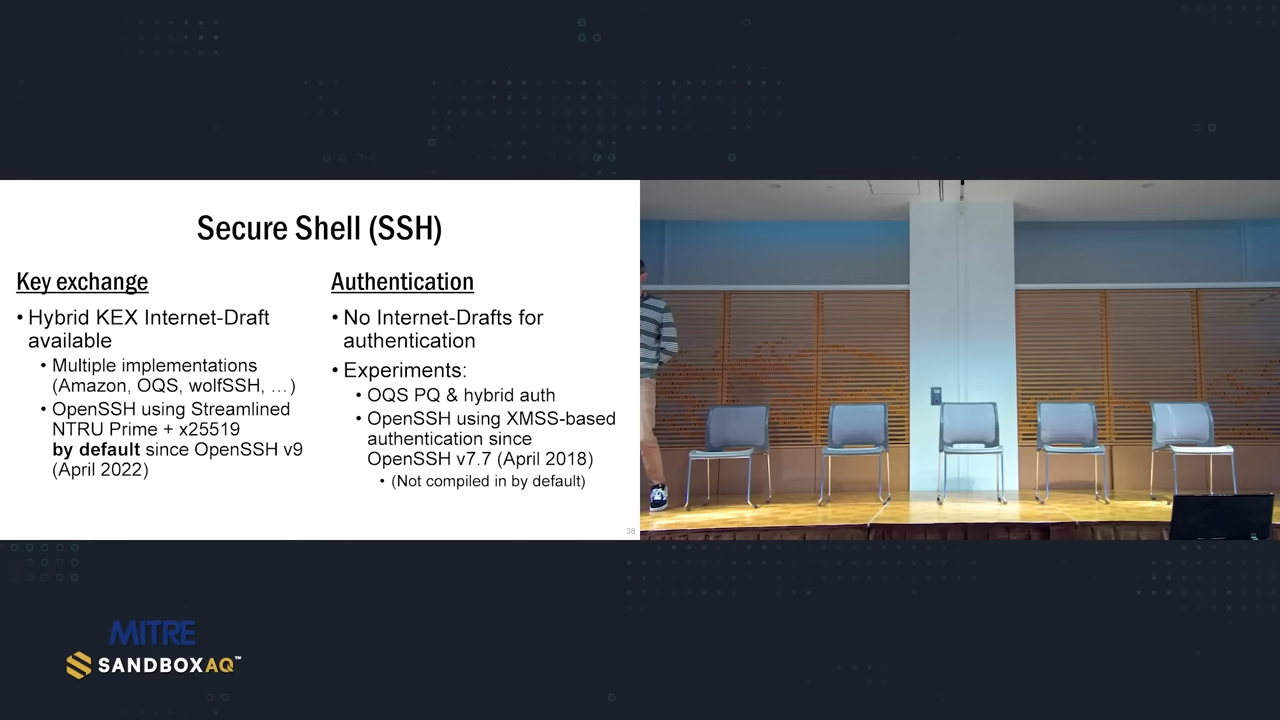 Secure Shell (SSH)
Key exchange
• Hybrid KEX Internet-Draft
available
• Multiple implementations
(Amazon, OQS, wolfSSH, …)
• OpenSSH using Streamlined
NTRU Prime + x25519
by default since OpenSSH v9
(April 2022)
Authentication
• No Internet-Drafts for
authentication
• Experiments:
• OQS PQ & hybrid auth
• OpenSSH using XMSS-based
authentication since
OpenSSH v7.7 (April 2018)
• (Not compiled in by default)
38
MITRE
SANDBOXAQ™